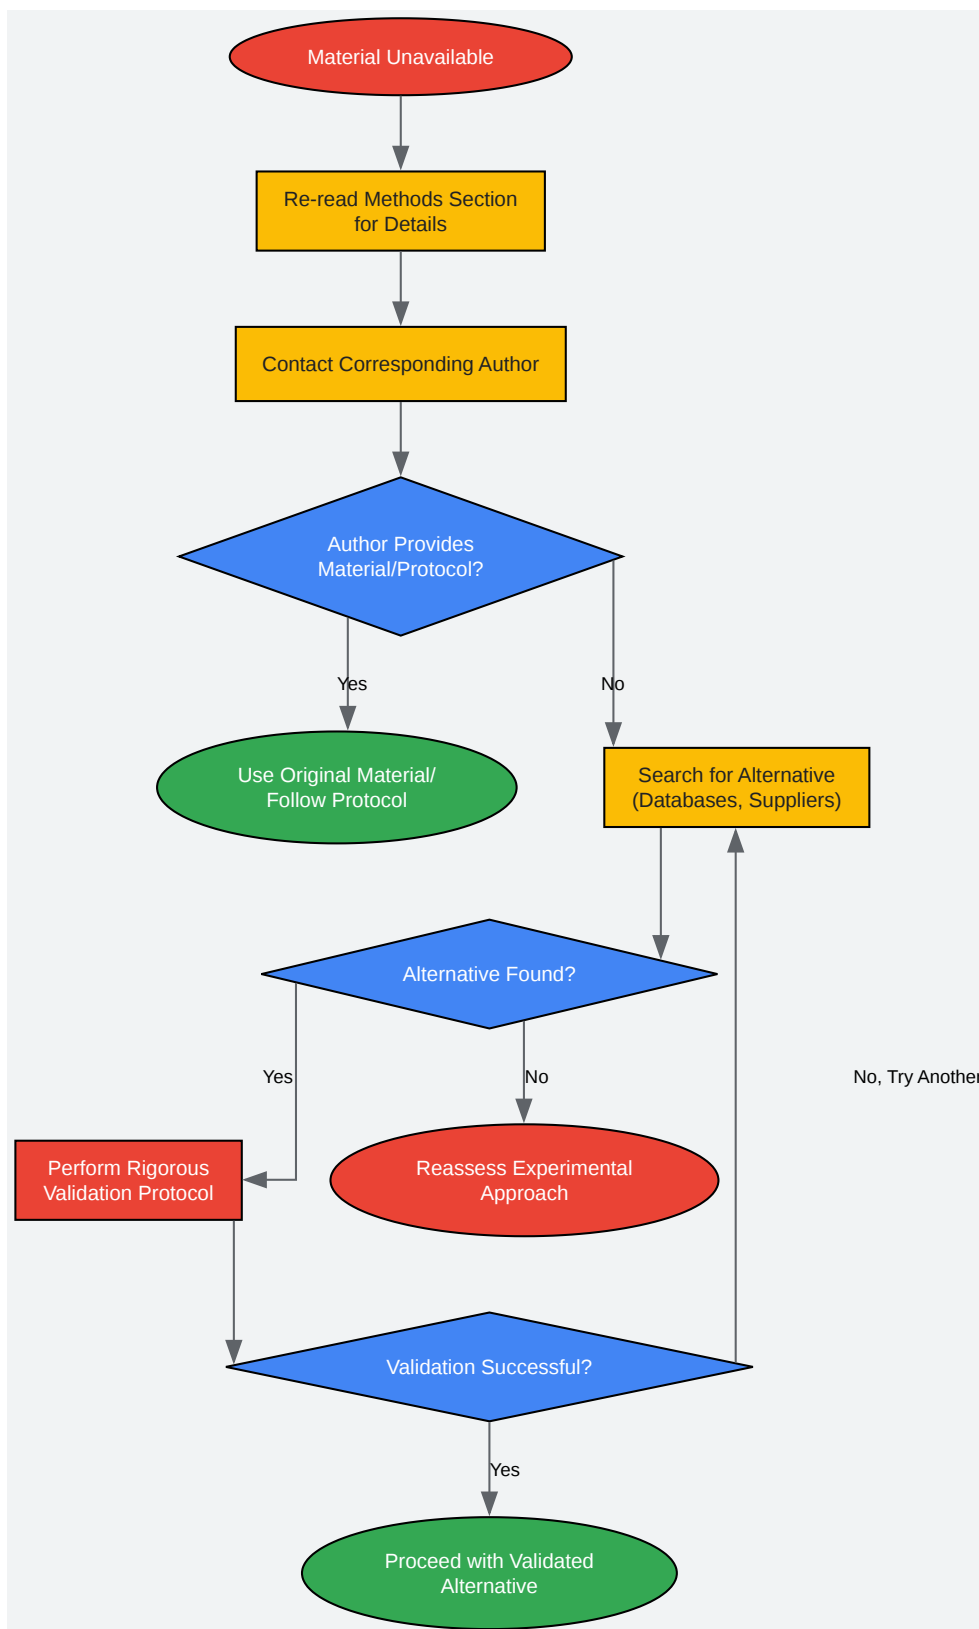 Material Unavailable
Re-read Methods Section
for Details
Contact Corresponding Author
Author Provides
Material/Protocol?
Yes
No
Use Original Material/
Follow Protocol
Search for Alternative
(Databases, Suppliers)
Alternative Found?
Yes
No
No, Try Another
Perform Rigorous
Validation Protocol
Reassess Experimental
Approach
Validation Successful?
Yes
Proceed with Validated
Alternative